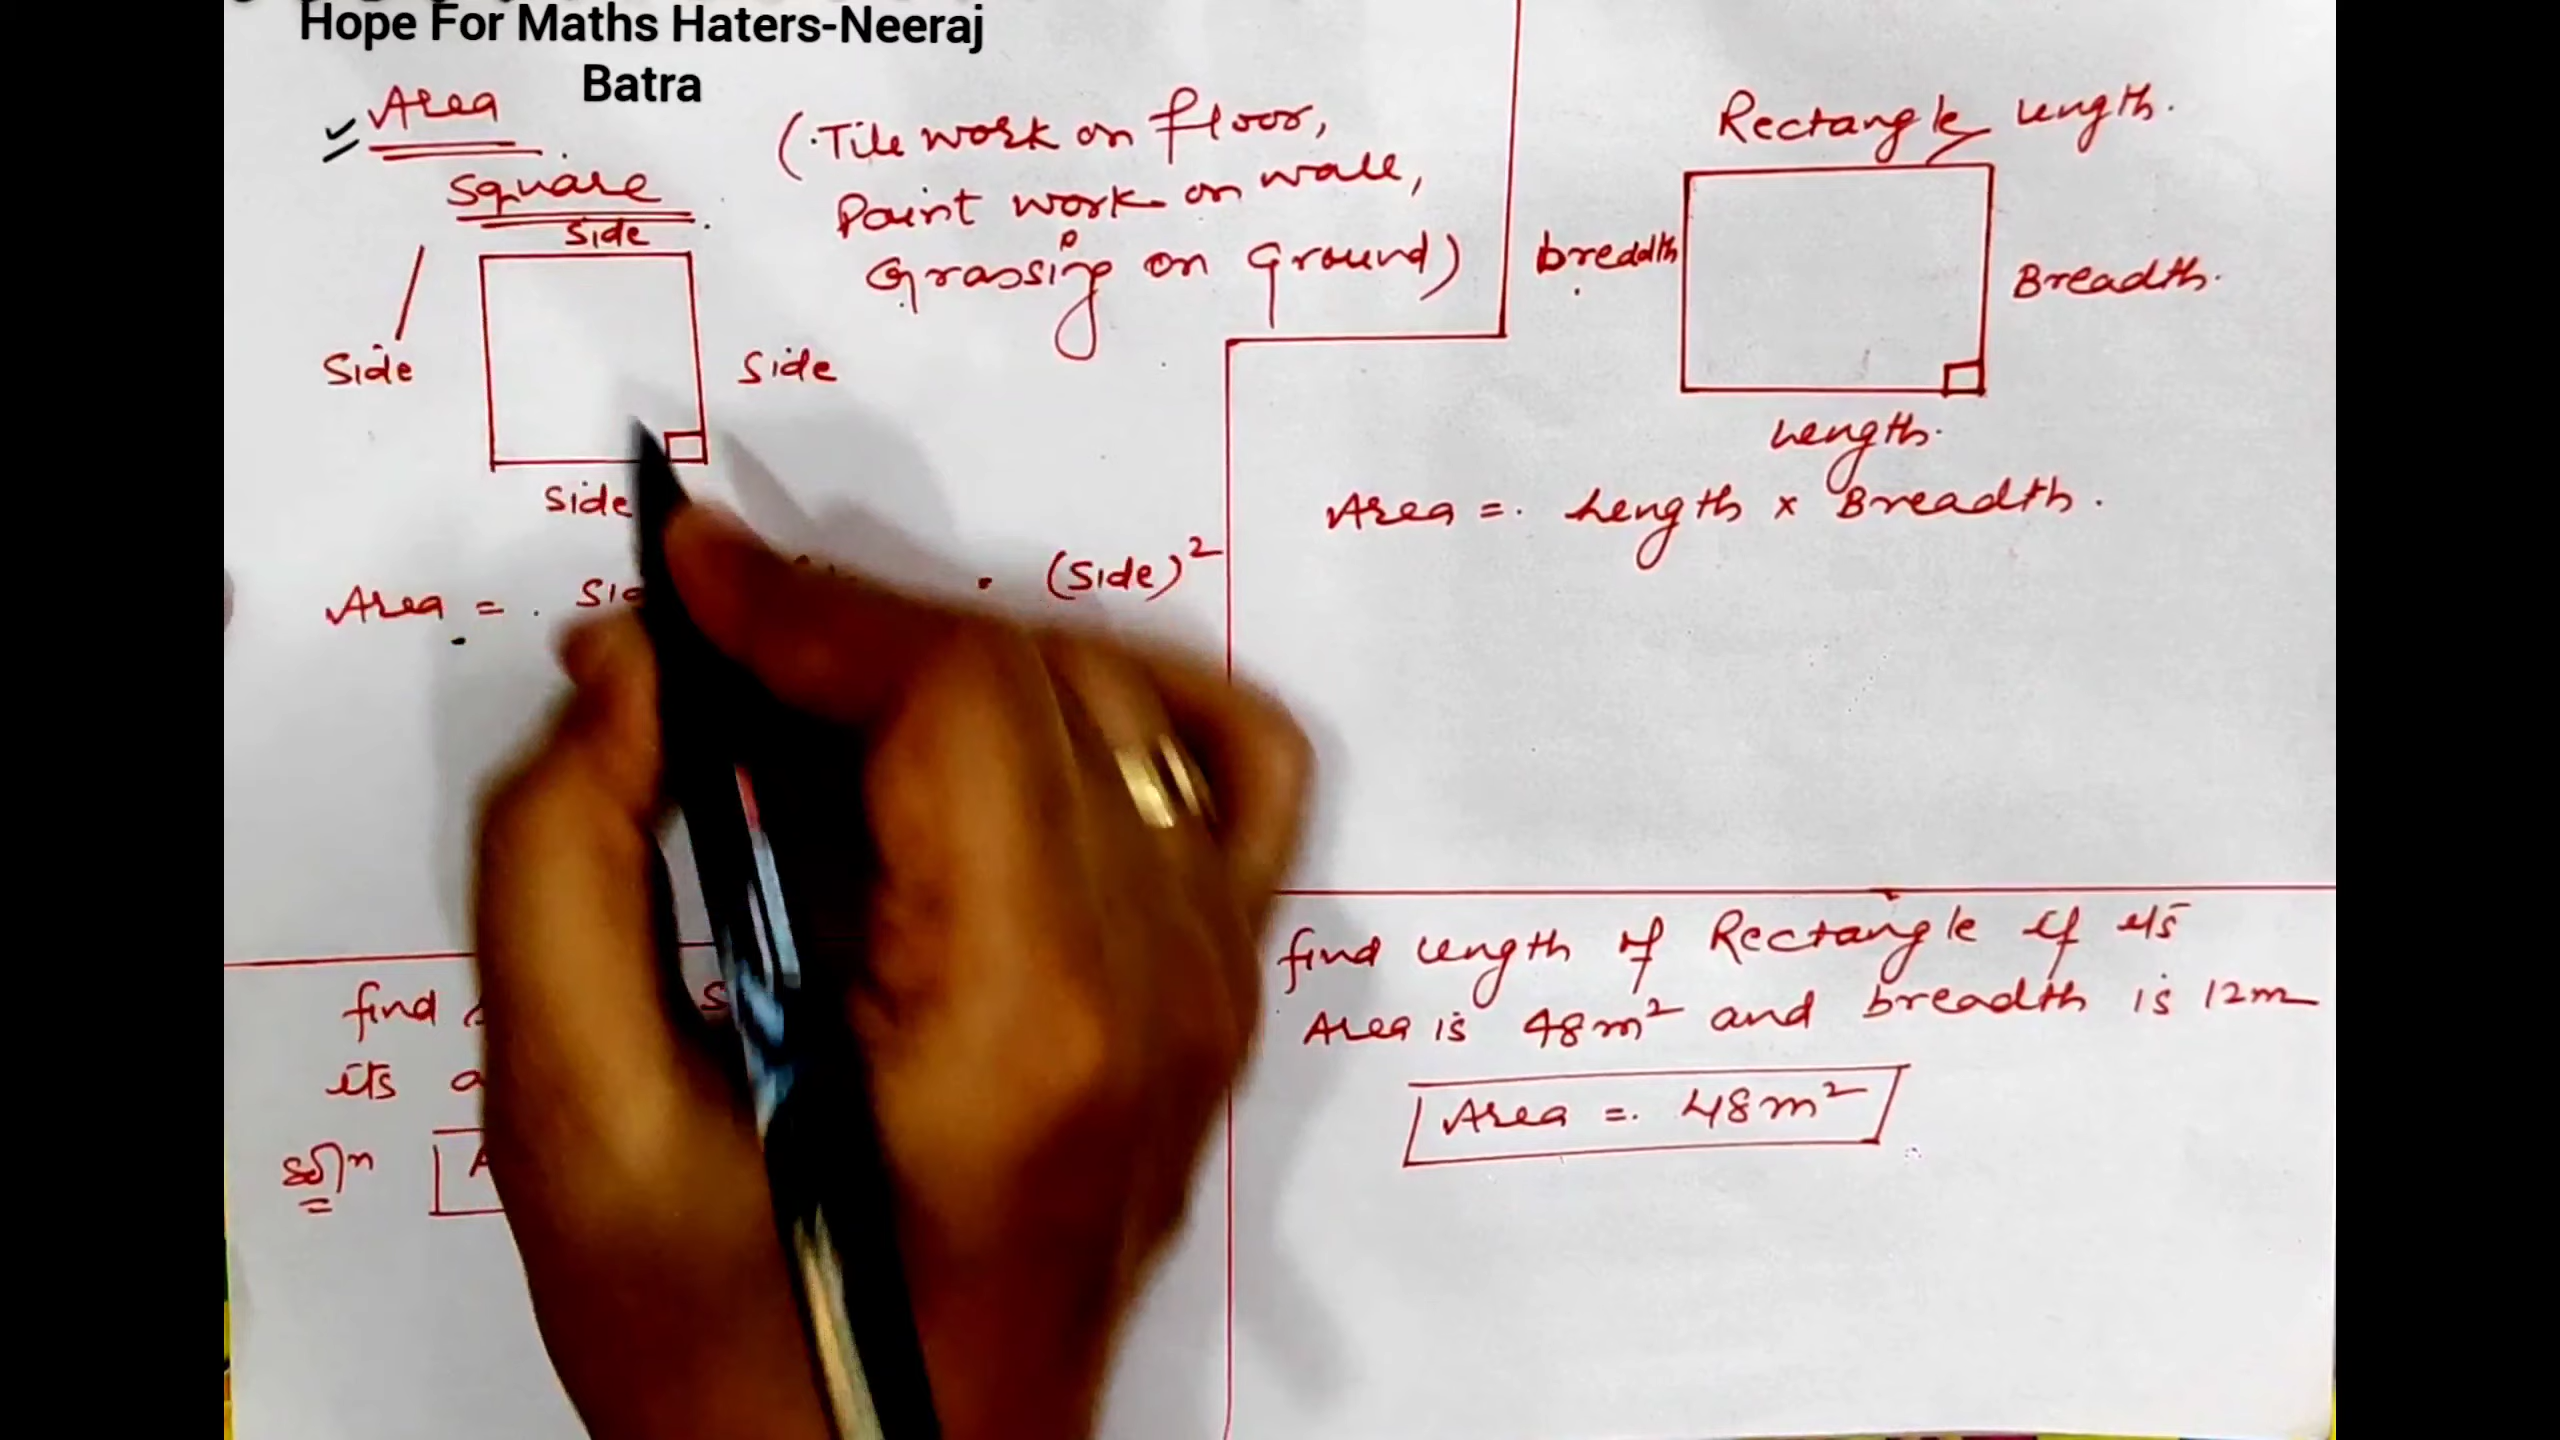 Hope For Maths Haters-Neeraj
Batra
Area
Square
(Tile work on floor,
Paint work on wall,
Grassing on Ground)
Side
Side
Side
Side
Area =
(Side)²
Rectangle
length.
breadth
Breadth.
Length.
Area = Length × Breadth.
find
its
Solⁿ
find length of Rectangle if its
Area is 48m² and breadth is 12m
Area = 48m²